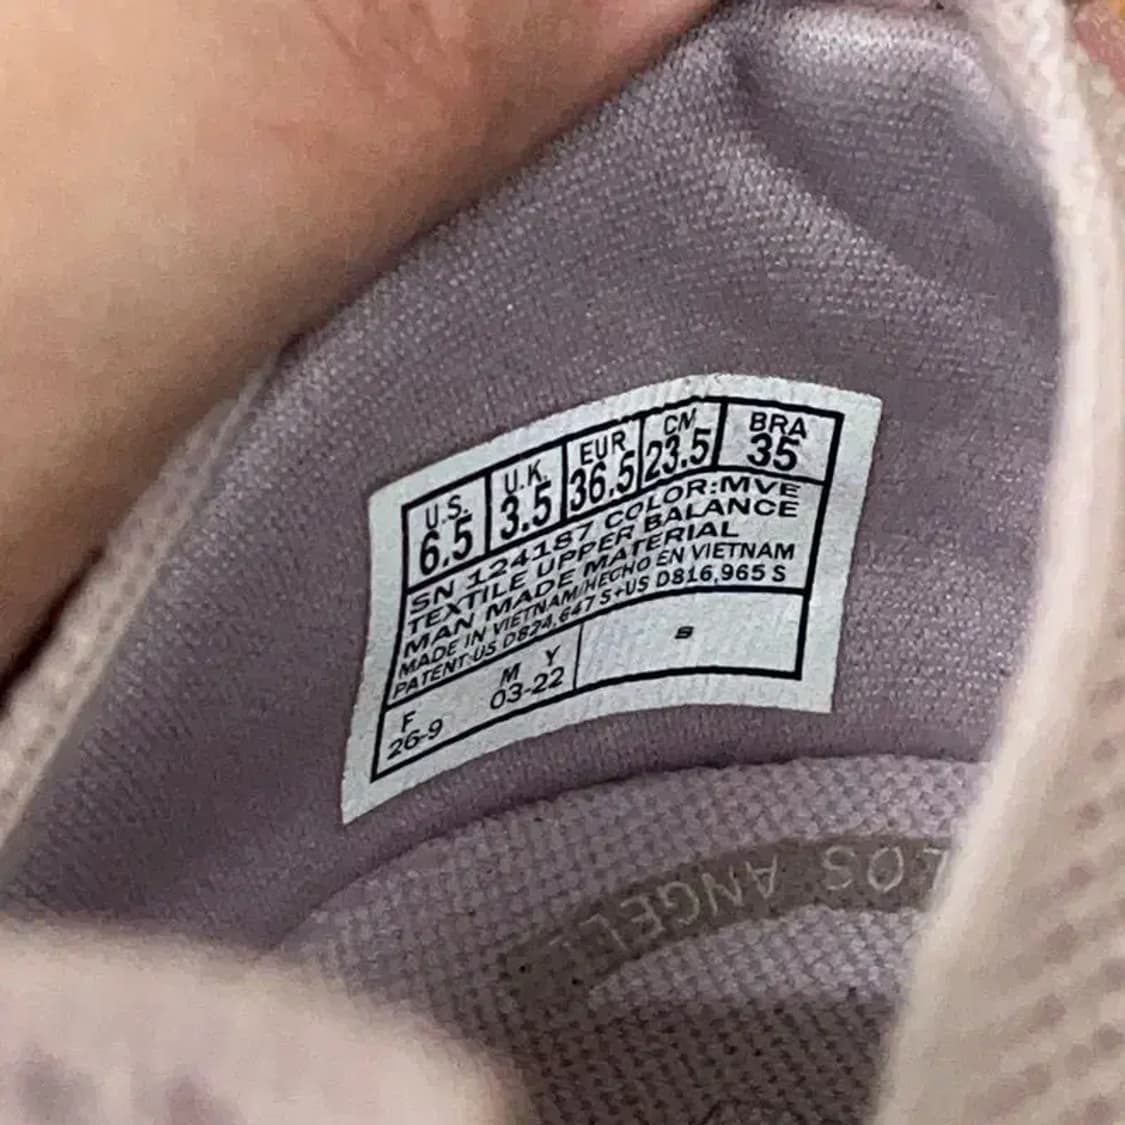 U.S. U.K. EUR CM BRA
6.5 3.5 36.5 23.5 35
SN 124187 COLOR:MVE
TEXTILE UPPER BALANCE
MAN MADE MATERIAL
MADE IN VIETNAM/HECHO EN VIETNAM
PATENT:US D824,647 S+US D816,965 S
F M Y
26-9 03-22
S
LOS ANGEL